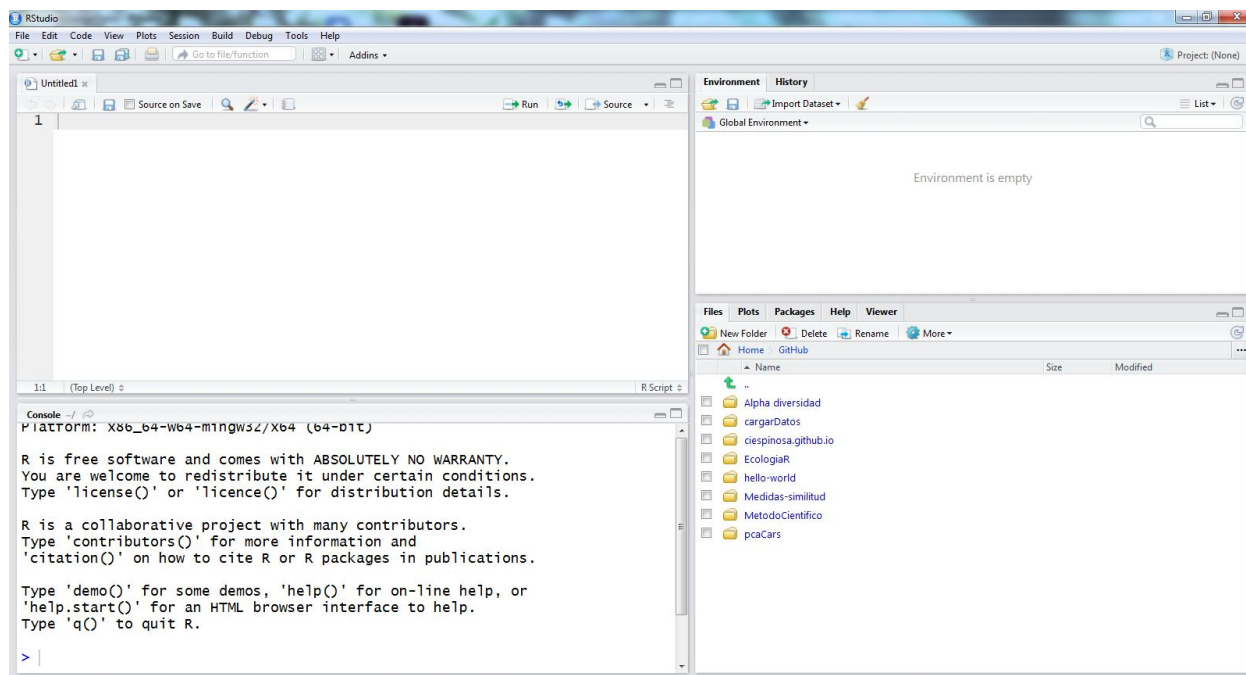 RStudio
File Edit Code View Plots Session Build Debug Tools Help
Go to file/function Addins Project: (None)
Untitled1
Source on Save Run Source
1
1:1 (Top Level) R Script
Console ~/
Platform: x86_64-w64-mingw32/x64 (64-bit)
R is free software and comes with ABSOLUTELY NO WARRANTY.
You are welcome to redistribute it under certain conditions.
Type 'license()' or 'licence()' for distribution details.
R is a collaborative project with many contributors.
Type 'contributors()' for more information and
'citation()' on how to cite R or R packages in publications.
Type 'demo()' for some demos, 'help()' for on-line help, or
'help.start()' for an HTML browser interface to help.
Type 'q()' to quit R.
>
Environment History
Import Dataset List
Global Environment
Environment is empty
Files Plots Packages Help Viewer
New Folder Delete Rename More
Home GitHub ...
Name Size Modified
..
Alpha diversidad
cargarDatos
ciespinosa.github.io
EcologiaR
hello-world
Medidas-similitud
MetodoCientifico
pcaCars